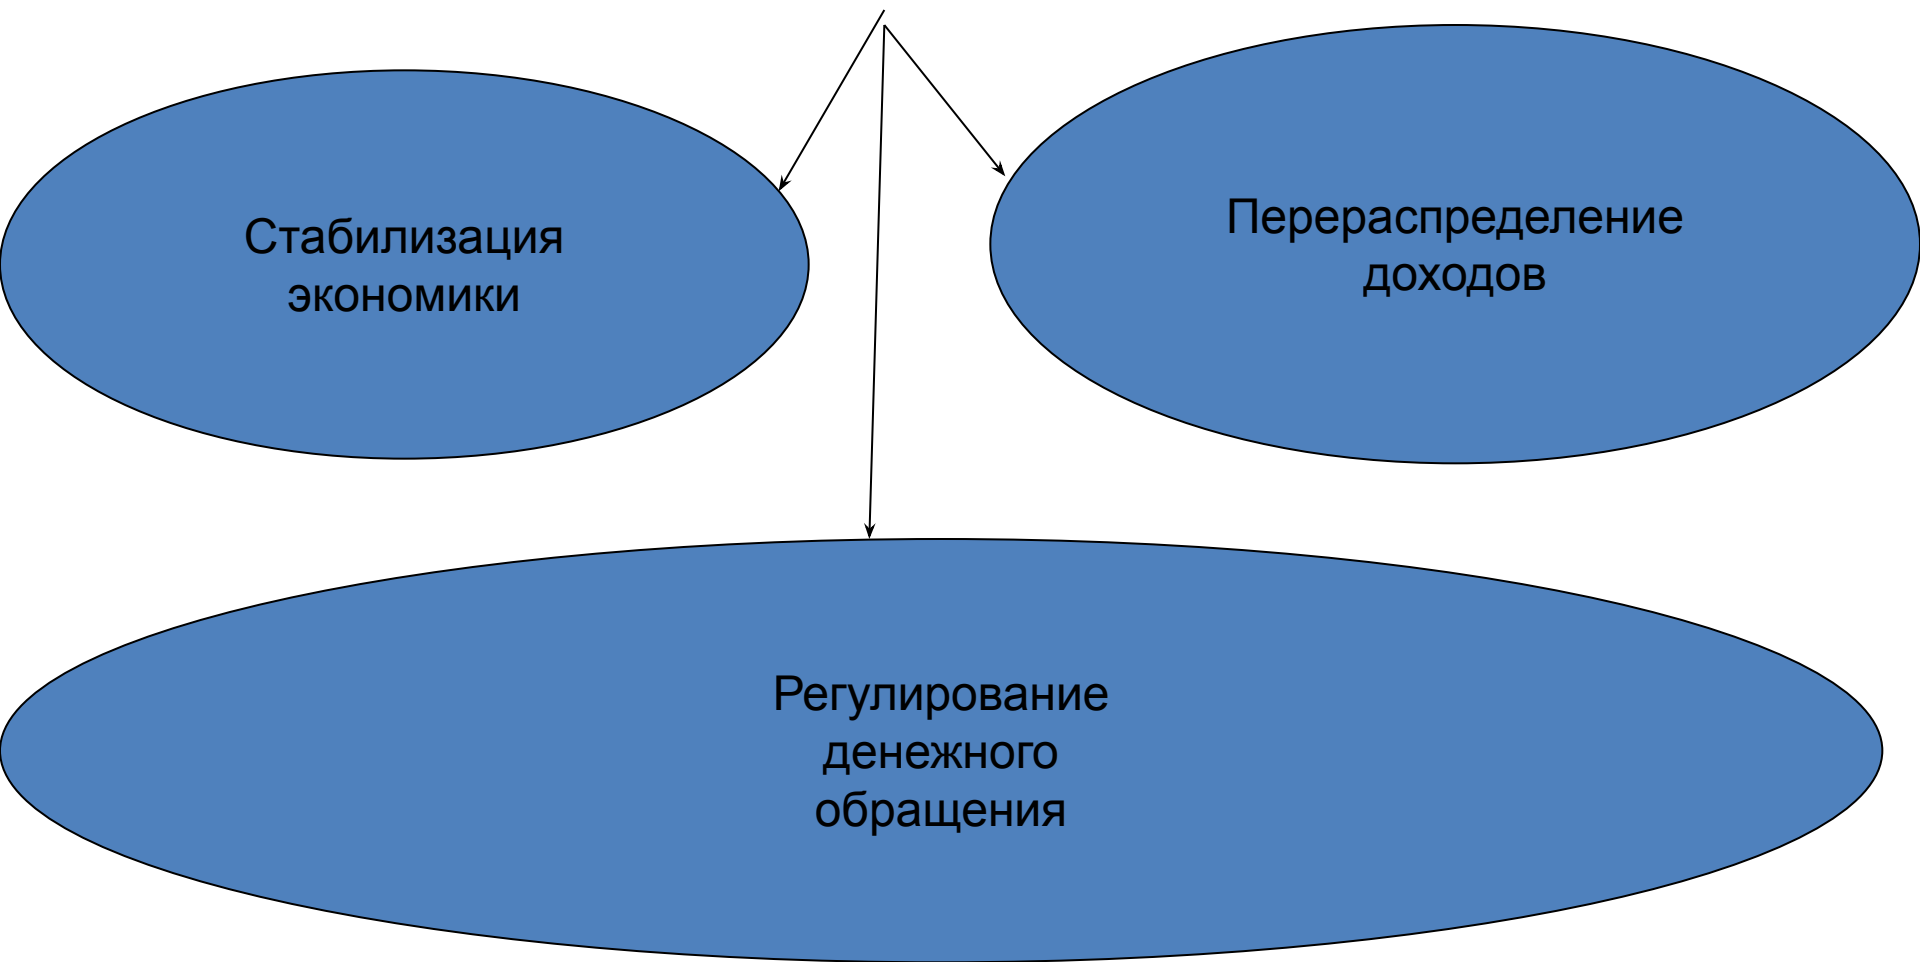 Стабилизация
экономики
Перераспределение
доходов
Регулирование
денежного
обращения